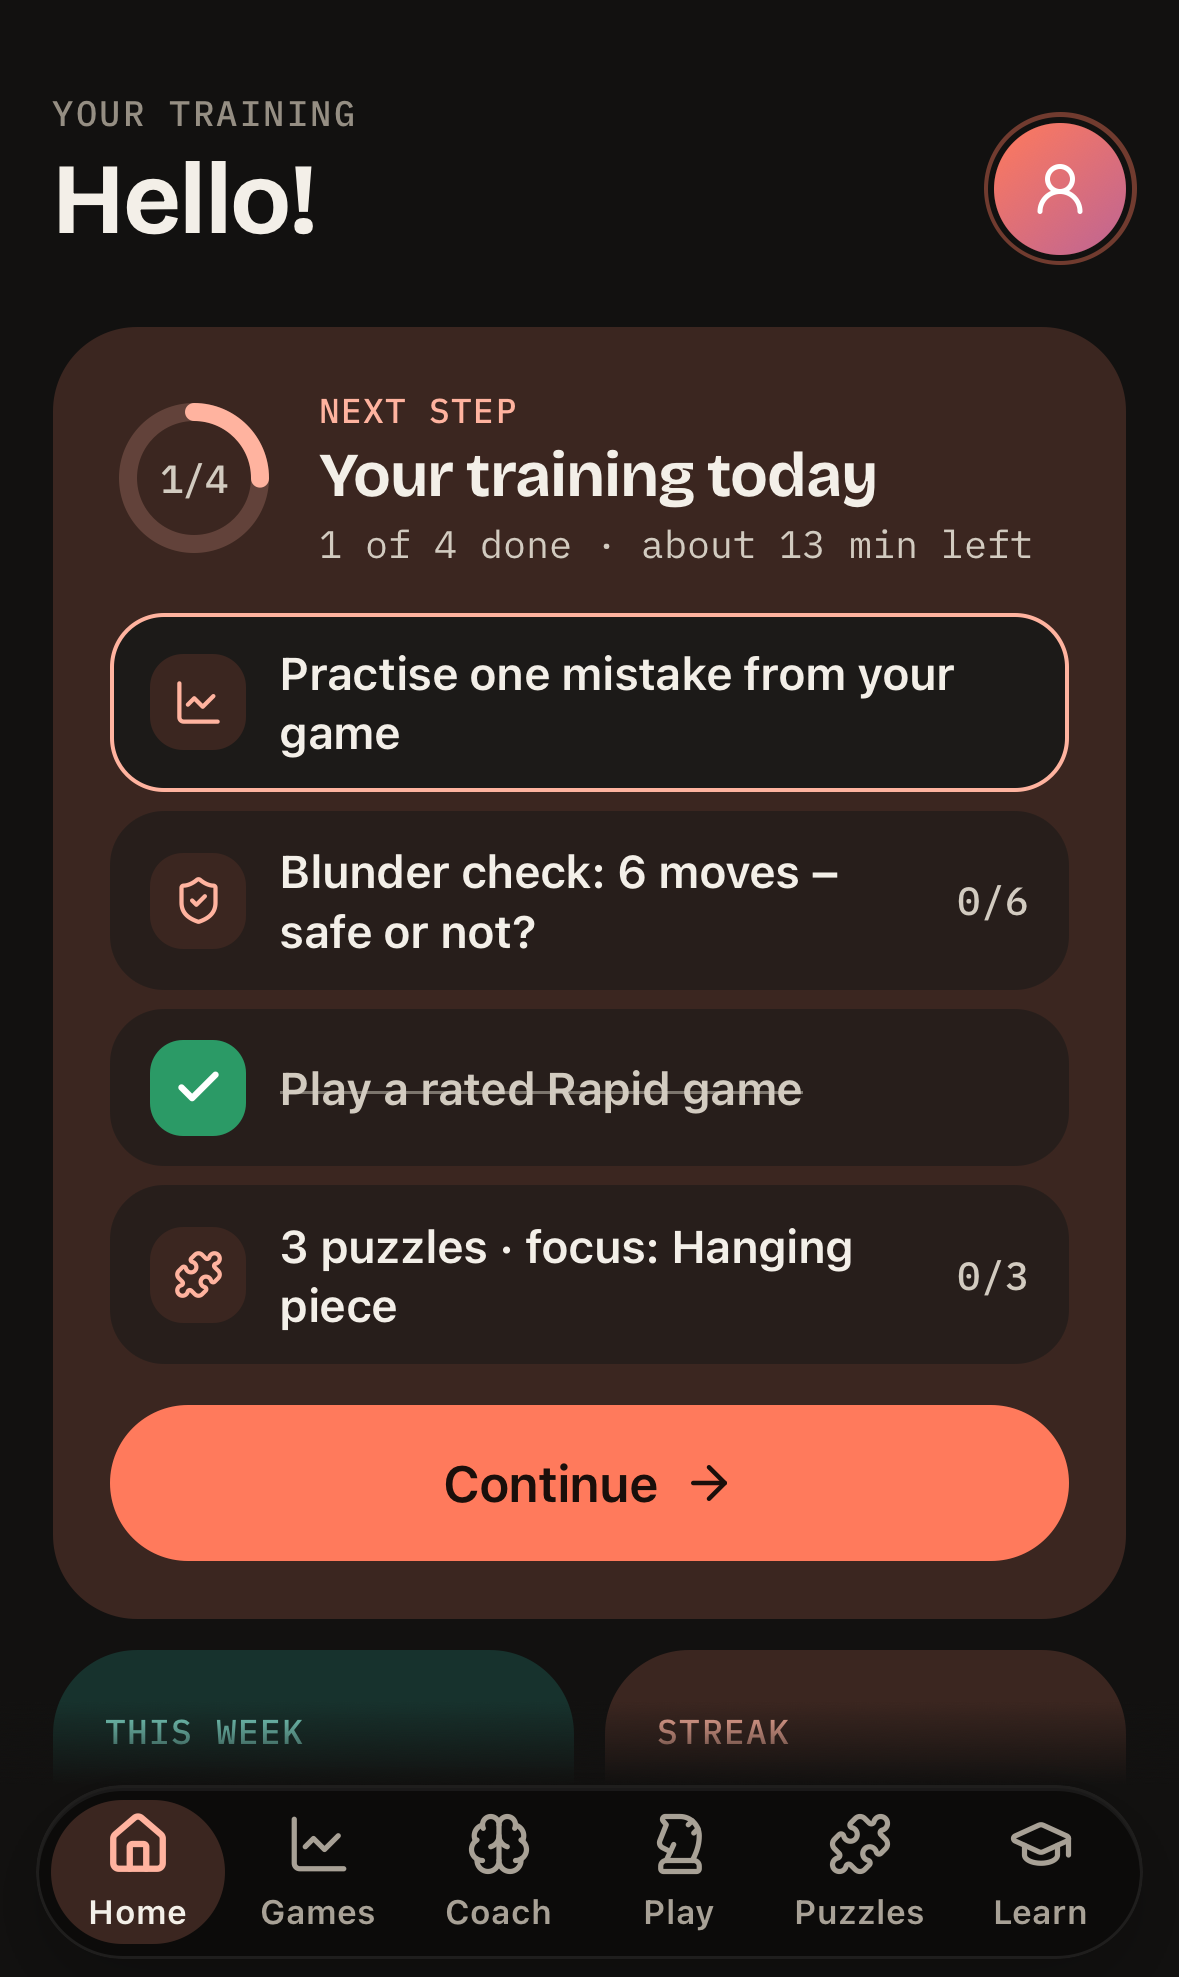 YOUR TRAINING
Hello!
1/4
NEXT STEP
Your training today
1 of 4 done · about 13 min left
Practise one mistake from your
game
Blunder check: 6 moves –
safe or not?
0/6
Play a rated Rapid game
3 puzzles · focus: Hanging
piece
0/3
Continue →
THIS WEEK
STREAK
Home
Games
Coach
Play
Puzzles
Learn